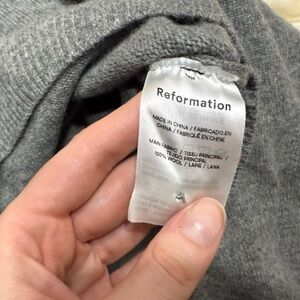 Reformation
MADE IN CHINA / FABRICADO EN
CHINA / FABRIQUÉ EN CHINE
MAIN FABRIC / TISSU PRINCIPAL /
TEJIDO PRINCIPAL
100% WOOL / LAINE / LANA